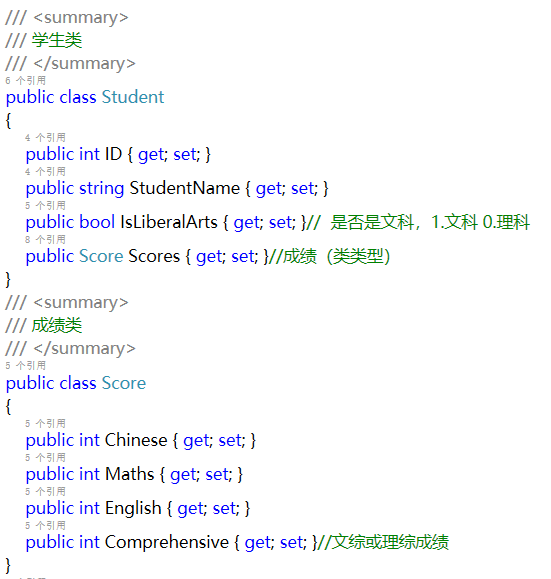 /// <summary>
/// 学生类
/// </summary>
6 个引用
public class Student
{
4 个引用
public int ID { get; set; }
4 个引用
public string StudentName { get; set; }
5 个引用
public bool IsLiberalArts { get; set; }// 是否是文科，1.文科 0.理科
8 个引用
public Score Scores { get; set; }//成绩（类类型）
}
/// <summary>
/// 成绩类
/// </summary>
5 个引用
public class Score
{
5 个引用
public int Chinese { get; set; }
5 个引用
public int Maths { get; set; }
5 个引用
public int English { get; set; }
5 个引用
public int Comprehensive { get; set; }//文综或理综成绩
}